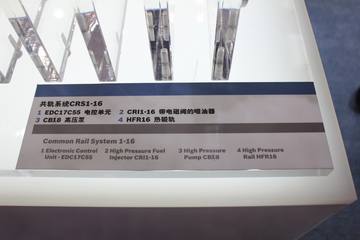 共轨系统CRS1-16
1 EDC17C55 电控单元 2 CRI1-16 带电磁阀的喷油器
3 CB18 高压泵 4 HFR16 热锻轨
Common Rail System 1-16
1 Electronic Control 2 High Pressure Fuel 3 High Pressure 4 High Pressure
Unit - EDC17C55 Injector CRI1-16 Pump CB18 Rail HFR16